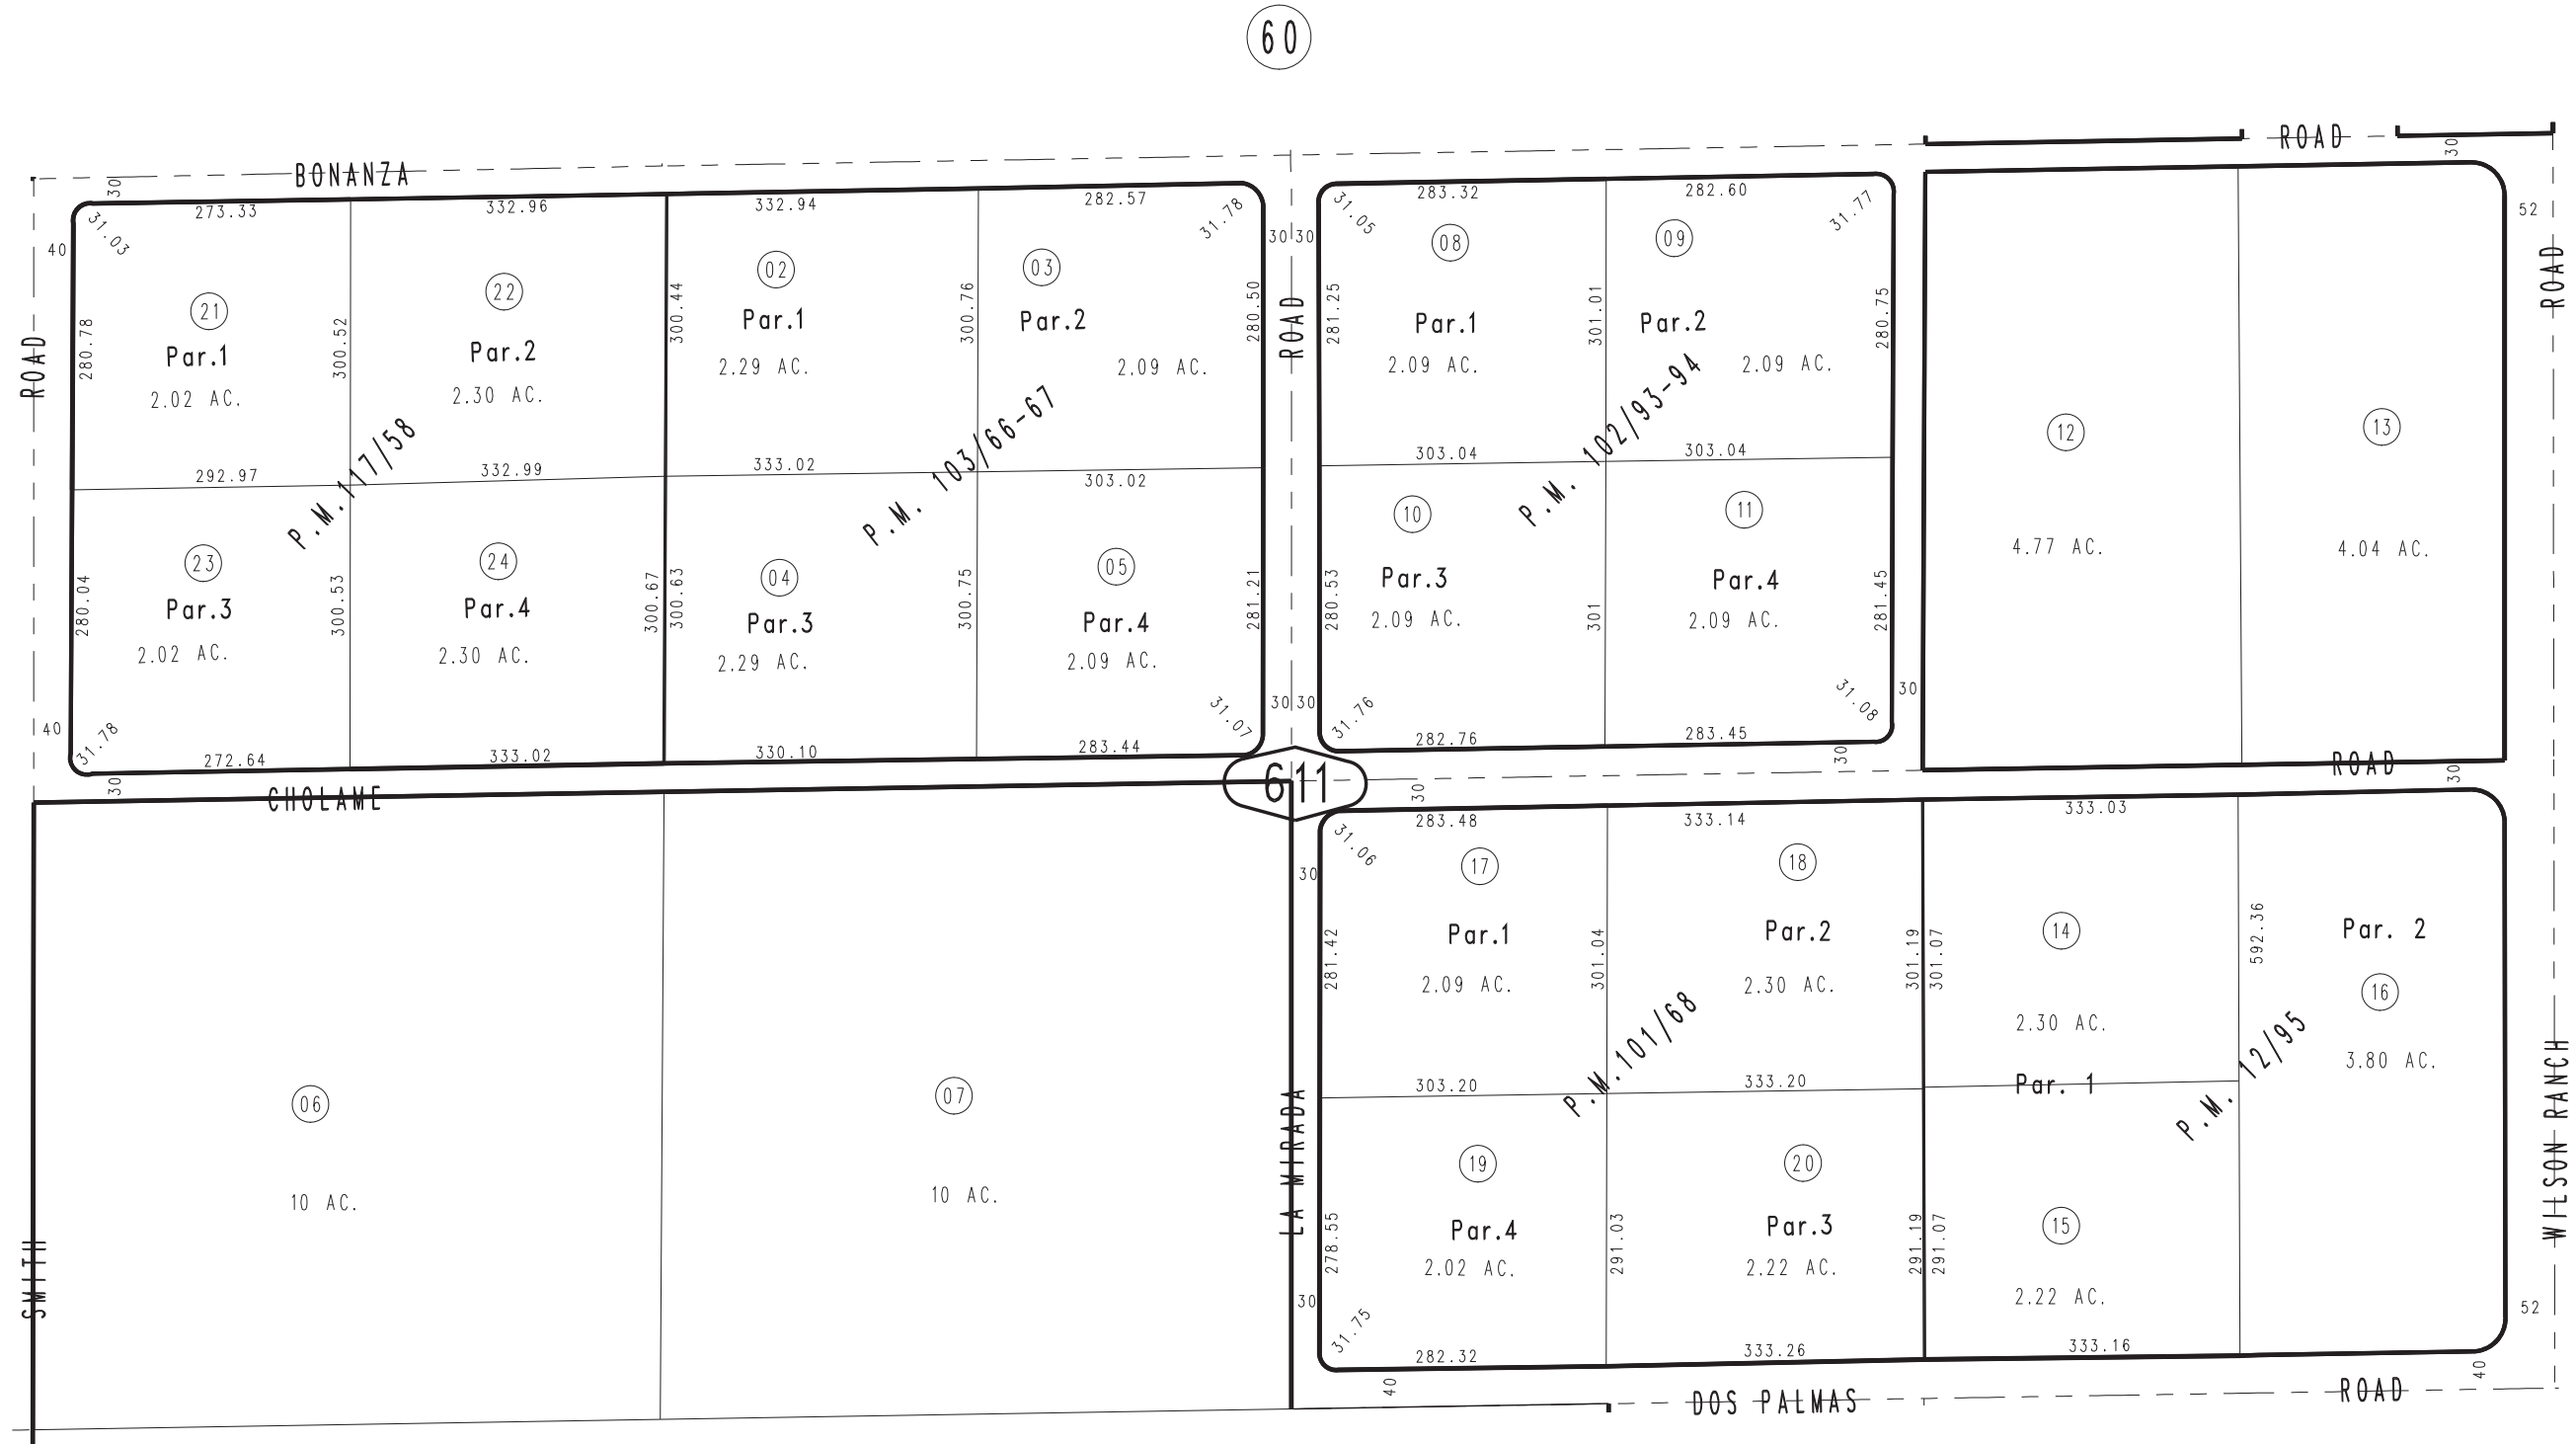 60
BONANZA
ROAD
30
30
273.33
332.96
332.94
282.57
283.32
282.60
31.03
31.78
31.05
31.77
40
30
30
52
21
22
02
03
08
09
12
13
Par.1
Par.2
Par.1
Par.2
Par.1
Par.2
2.02 AC.
2.30 AC.
2.29 AC.
2.09 AC.
2.09 AC.
2.09 AC.
4.77 AC.
4.04 AC.
280.78
300.52
300.44
300.76
280.50
281.25
301.01
280.75
ROAD
ROAD
ROAD
P.M.117/58
P.M. 103/66-67
P.M. 102/93-94
292.97
332.99
333.02
303.02
303.04
303.04
23
24
04
05
10
11
Par.3
Par.4
Par.3
Par.4
Par.3
Par.4
2.02 AC.
2.30 AC.
2.29 AC.
2.09 AC.
2.09 AC.
2.09 AC.
280.04
300.53
300.67
300.63
300.75
281.21
280.53
301
281.45
40
30
30
30
31.78
31.07
31.76
31.08
272.64
333.02
330.10
283.44
282.76
283.45
30
30
30
30
CHOLAME
ROAD
611
283.48
333.14
333.03
31.06
30
17
18
14
Par.1
Par.2
Par. 2
16
2.09 AC.
2.30 AC.
2.30 AC.
3.80 AC.
281.42
301.04
301.19
301.07
592.36
P.M.101/68
P.M. 12/95
303.20
333.20
Par. 1
06
07
10 AC.
10 AC.
19
20
15
Par.4
Par.3
2.02 AC.
2.22 AC.
2.22 AC.
278.55
291.03
291.19
291.07
30
52
31.75
282.32
333.26
333.16
SMITH
LA MIRADA
WILSON RANCH
40
40
DOS PALMAS
ROAD